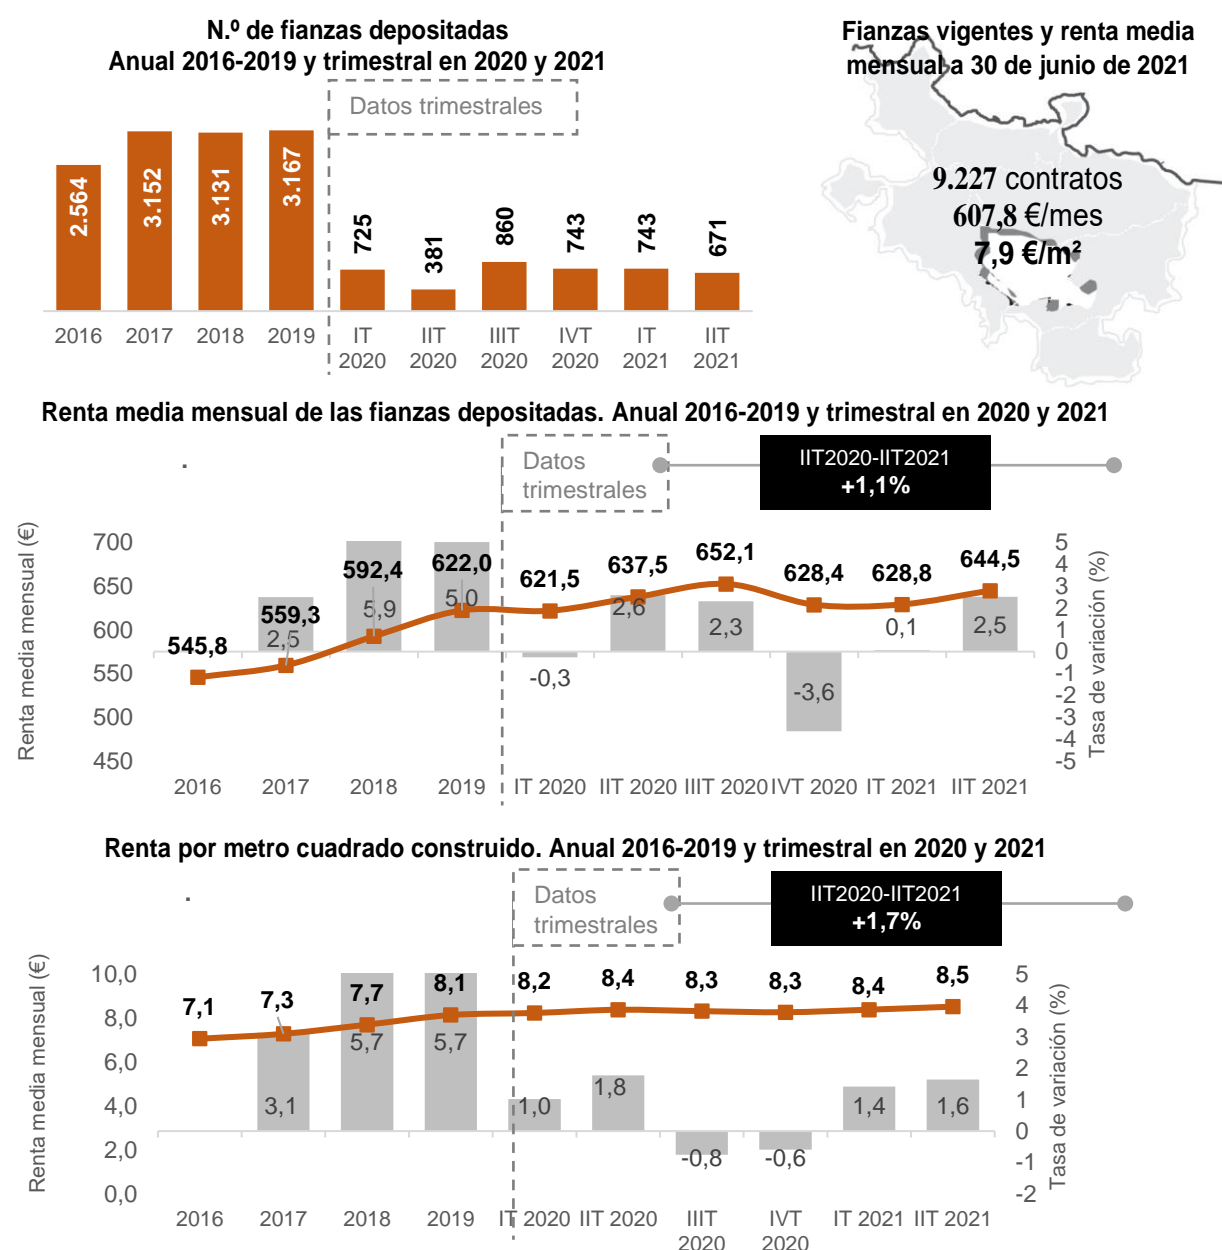 N.º de fianzas depositadas
Anual 2016-2019 y trimestral en 2020 y 2021
Datos trimestrales
2.564
3.152
3.131
3.167
725
381
860
743
743
671
2016
2017
2018
2019
IT
2020
IIT
2020
IIIT
2020
IVT
2020
IT
2021
IIT
2021
Fianzas vigentes y renta media
mensual a 30 de junio de 2021
9.227 contratos
607,8 €/mes
7,9 €/m²
Renta media mensual de las fianzas depositadas. Anual 2016-2019 y trimestral en 2020 y 2021
.
Datos
trimestrales
IIT2020-IIT2021
+1,1%
Renta media mensual (€)
700
650
600
550
500
450
545,8
559,3
592,4
622,0
621,5
637,5
652,1
628,4
628,8
644,5
2,5
5,9
5,0
-0,3
2,6
2,3
-3,6
0,1
2,5
5
4
3
2
1
0
-1
-2
-3
-4
-5
Tasa de variación (%)
2016
2017
2018
2019
IT 2020
IIT 2020
IIIT 2020
IVT 2020
IT 2021
IIT 2021
Renta por metro cuadrado construido. Anual 2016-2019 y trimestral en 2020 y 2021
.
Datos
trimestrales
IIT2020-IIT2021
+1,7%
Renta media mensual (€)
10,0
8,0
6,0
4,0
2,0
0,0
7,1
7,3
7,7
8,1
8,2
8,4
8,3
8,3
8,4
8,5
3,1
5,7
5,7
1,0
1,8
-0,8
-0,6
1,4
1,6
5
4
3
2
1
0
-1
-2
Tasa de variación (%)
2016
2017
2018
2019
IT 2020
IIT 2020
IIIT
2020
IVT
2020
IT 2021
IIT 2021